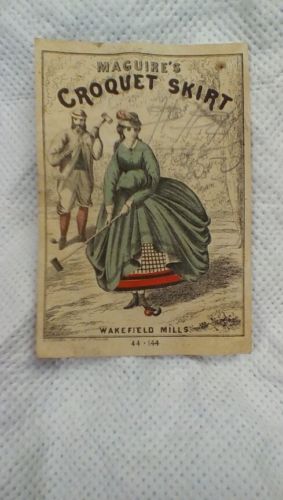 MAGUIRE'S
CROQUET SKIRT
WAKEFIELD MILLS
44-144